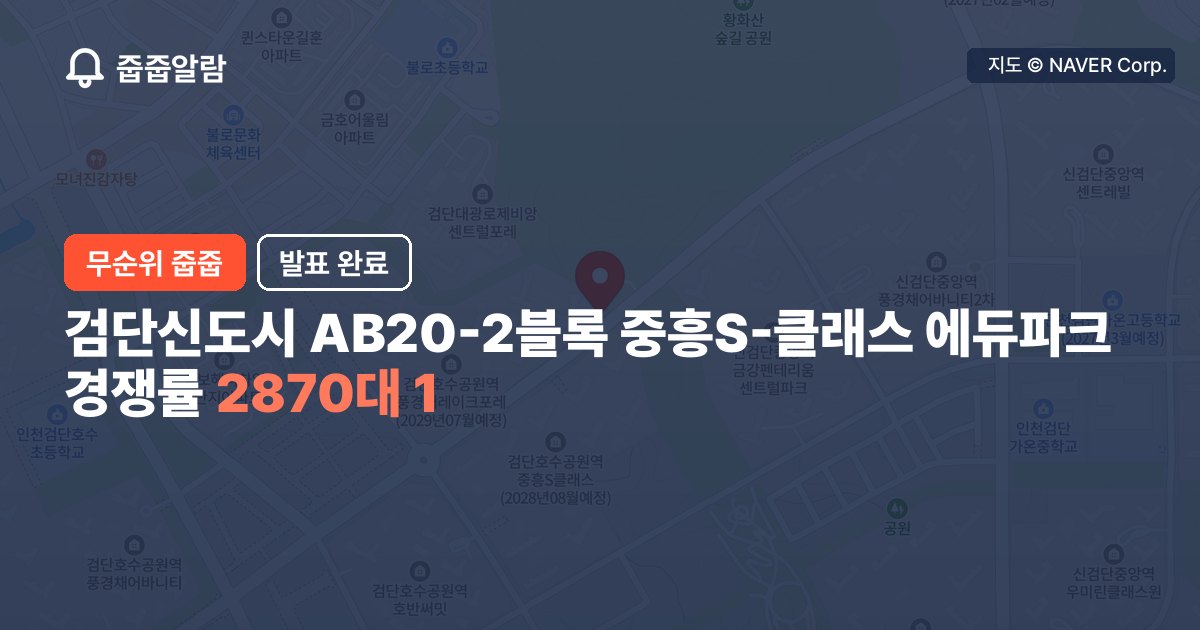 (2027년02월예정)
황화산
숲길 공원
퀸스타운길훈
아파트
불로초등학교
줍줍알람
지도 © NAVER Corp.
금호어울림
아파트
불로문화
체육센터
모녀진감자탕
신검단중앙역
센트레빌
검단대광로제비앙
센트럴포레
무순위 줍줍
발표 완료
신검단중앙역
풍경채어바니티2차
검단신도시 AB20-2블록 중흥S-클래스 에듀파크
경쟁률 2870대 1
금강펜테리움
센트럴파크
(2029년07월예정)
인천검단호수
초등학교
인천검단
가온중학교
검단호수공원역
중흥S클래스
(2028년08월예정)
공원
검단호수공원역
풍경채어바니티
검단호수공원역
호반써밋
신검단중앙역
우미린클래스원